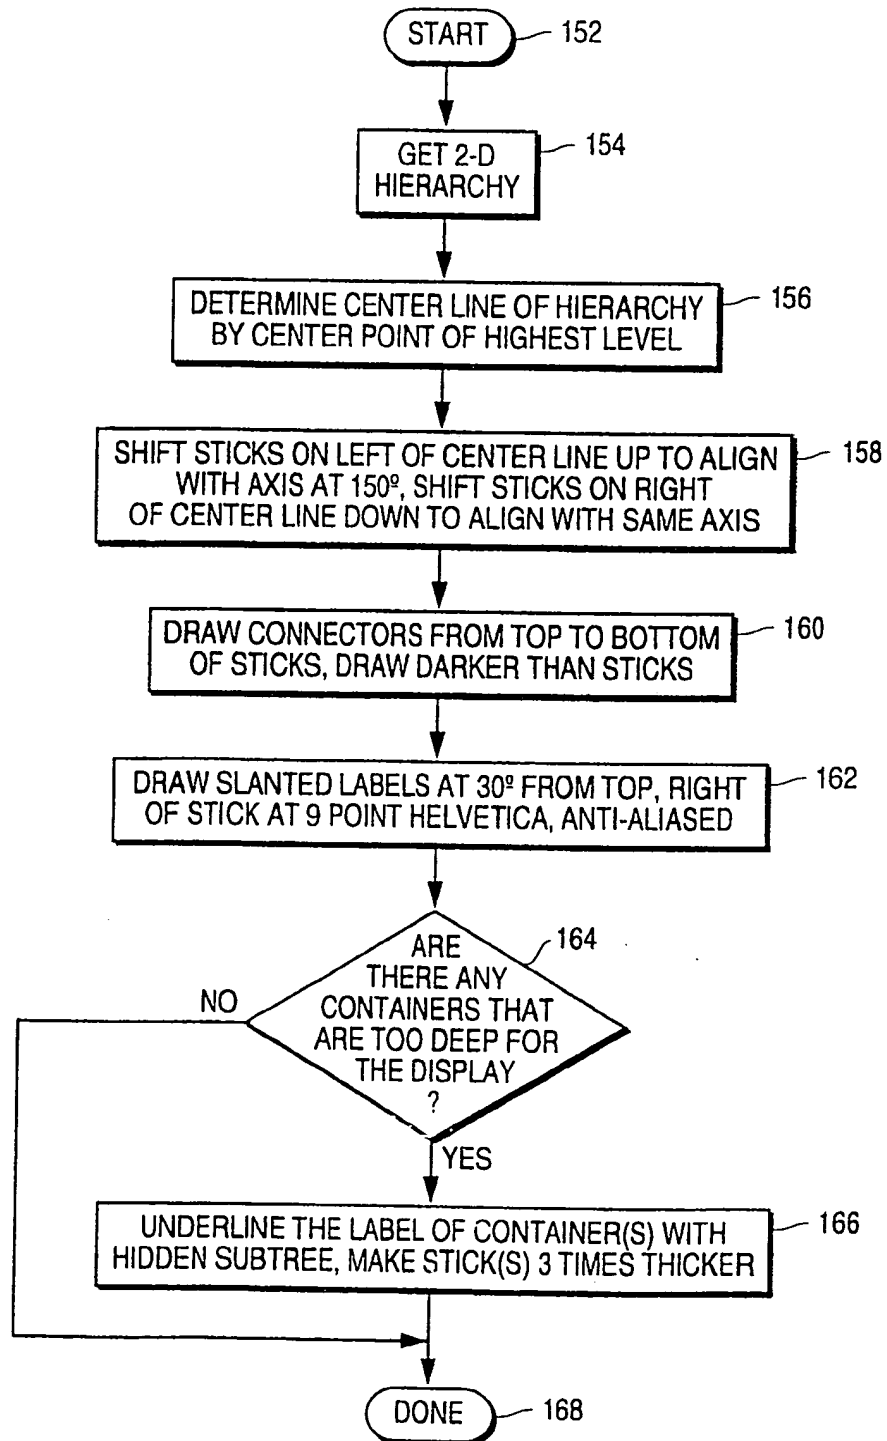 START
152
GET 2-D
HIERARCHY
154
DETERMINE CENTER LINE OF HIERARCHY
BY CENTER POINT OF HIGHEST LEVEL
156
SHIFT STICKS ON LEFT OF CENTER LINE UP TO ALIGN
WITH AXIS AT 150º, SHIFT STICKS ON RIGHT
OF CENTER LINE DOWN TO ALIGN WITH SAME AXIS
158
DRAW CONNECTORS FROM TOP TO BOTTOM
OF STICKS, DRAW DARKER THAN STICKS
160
DRAW SLANTED LABELS AT 30º FROM TOP, RIGHT
OF STICK AT 9 POINT HELVETICA, ANTI-ALIASED
162
ARE
THERE ANY
CONTAINERS THAT
ARE TOO DEEP FOR
THE DISPLAY
?
164
NO
YES
UNDERLINE THE LABEL OF CONTAINER(S) WITH
HIDDEN SUBTREE, MAKE STICK(S) 3 TIMES THICKER
166
DONE
168